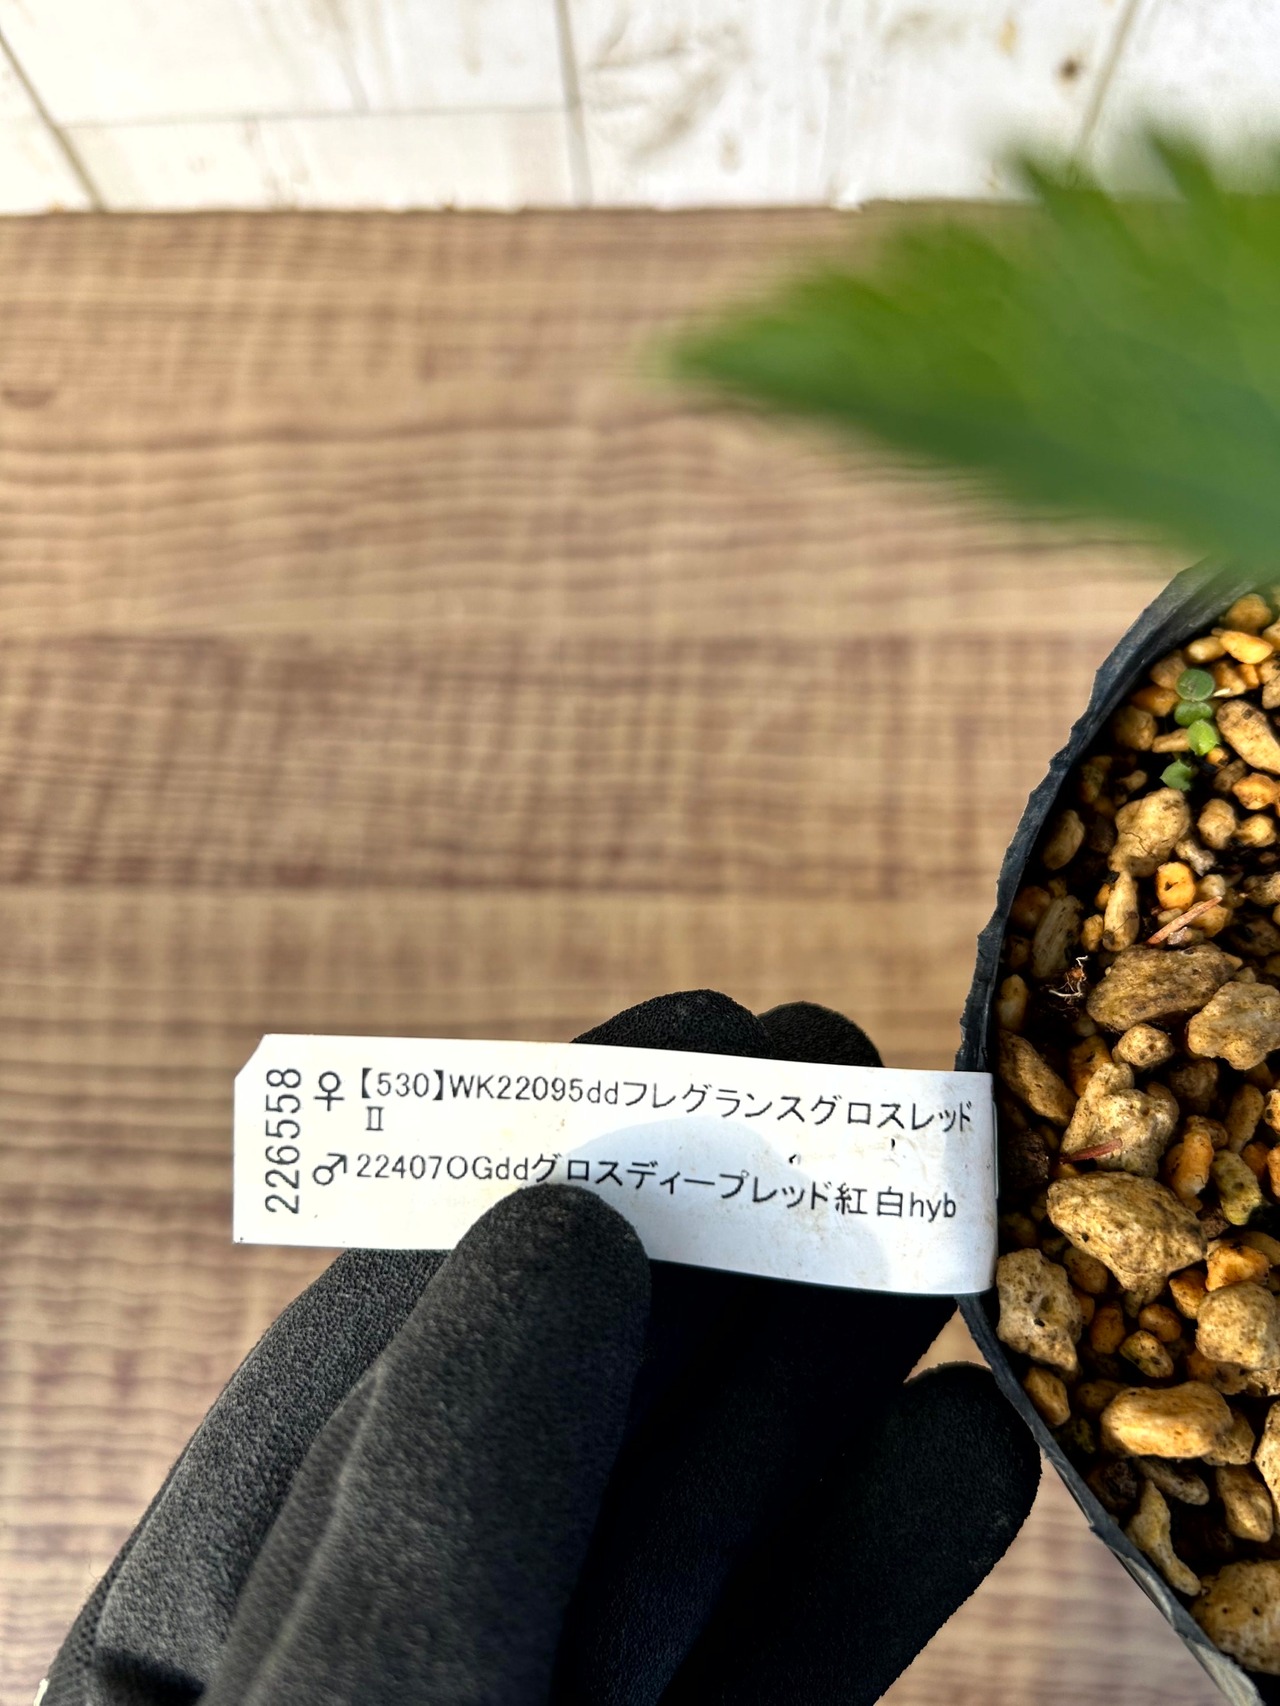 226558
♀【530】WK22095ddフレグランスグロスレッド
Ⅱ
♂22407OGddグロスディープレッド紅白hyb